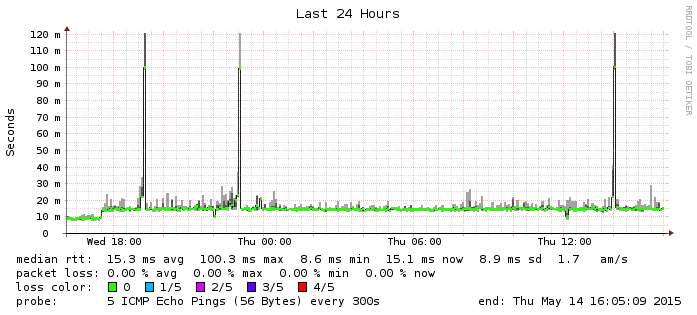 Last 24 Hours
RRDTOOL / TOBI OETIKER
Seconds
120 m
110 m
100 m
90 m
80 m
70 m
60 m
50 m
40 m
30 m
20 m
10 m
0
Wed 18:00 Thu 00:00 Thu 06:00 Thu 12:00
median rtt: 15.3 ms avg 100.3 ms max 8.6 ms min 15.1 ms now 8.9 ms sd 1.7 am/s
packet loss: 0.00 % avg 0.00 % max 0.00 % min 0.00 % now
loss color: 0 1/5 2/5 3/5 4/5
probe: 5 ICMP Echo Pings (56 Bytes) every 300s end: Thu May 14 16:05:09 2015